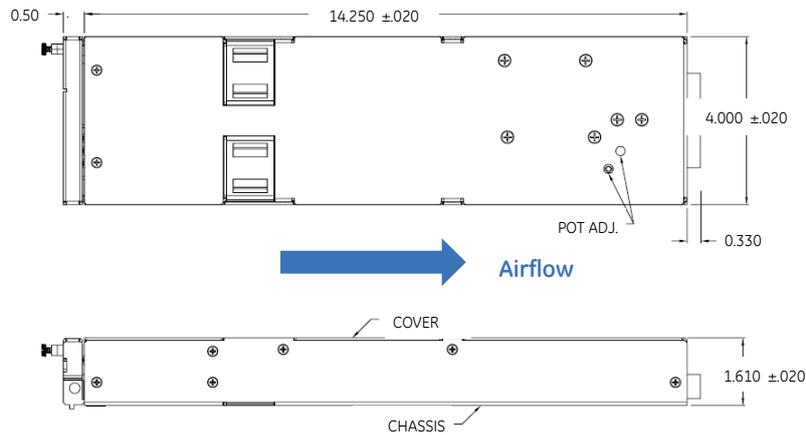 0.50
14.250 ±.020
4.000 ±.020
POT ADJ.
0.330
Airflow
COVER
1.610 ±.020
CHASSIS